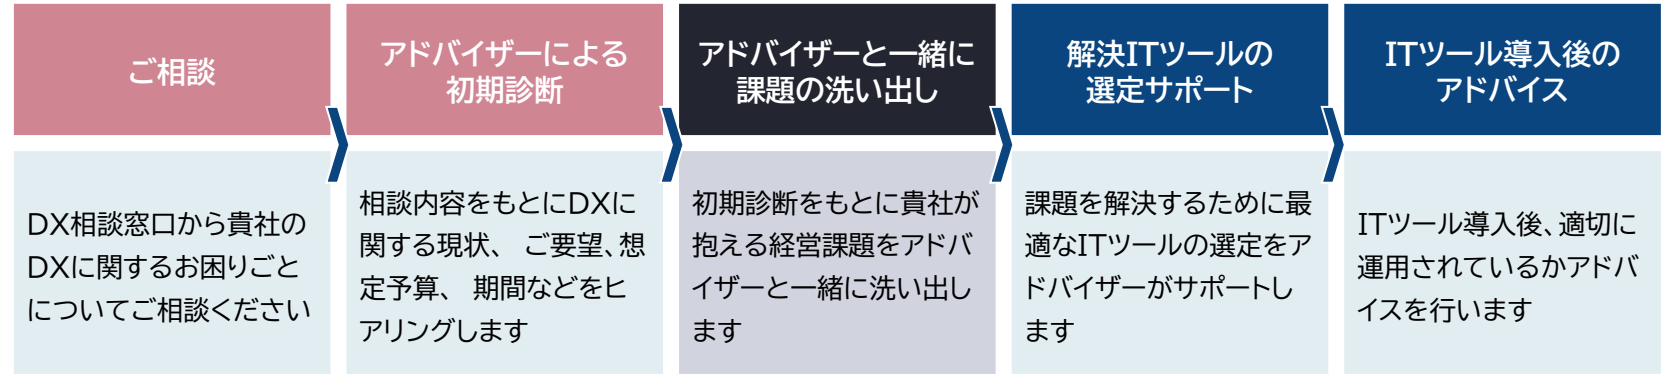 ご相談
DX相談窓口から貴社の
DXに関するお困りごと
についてご相談ください
アドバイザーによる
初期診断
相談内容をもとにDXに
関する現状、 ご要望、想
定予算、 期間などをヒ
アリングします
アドバイザーと一緒に
課題の洗い出し
初期診断をもとに貴社が
抱える経営課題をアドバ
イザーと一緒に洗い出し
ます
解決ITツールの
選定サポート
課題を解決するために最
適なITツールの選定をア
ドバイザーがサポートし
ます
ITツール導入後の
アドバイス
ITツール導入後、適切に
運用されているかアドバ
イスを行います